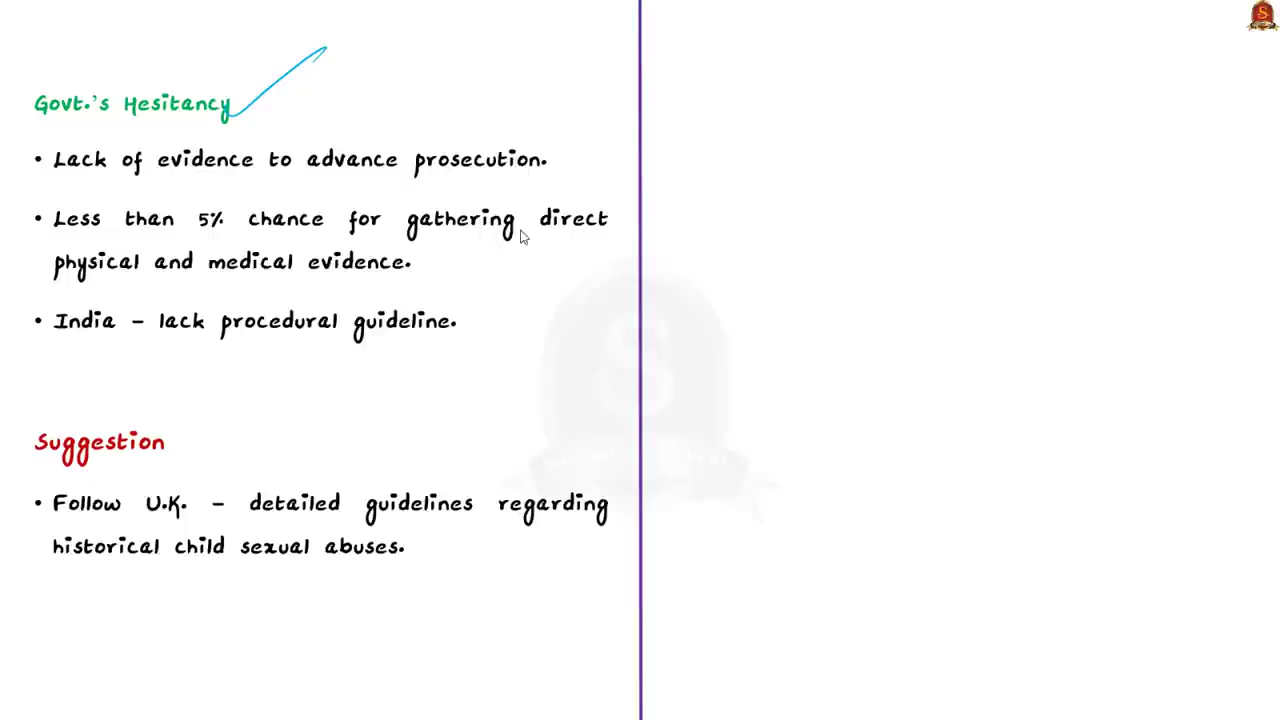 Govt.'s Hesitancy
• Lack of evidence to advance prosecution.
• Less than 5% chance for gathering direct
physical and medical evidence.
• India - lack procedural guideline.
Suggestion
• Follow U.K. - detailed guidelines regarding
historical child sexual abuses.